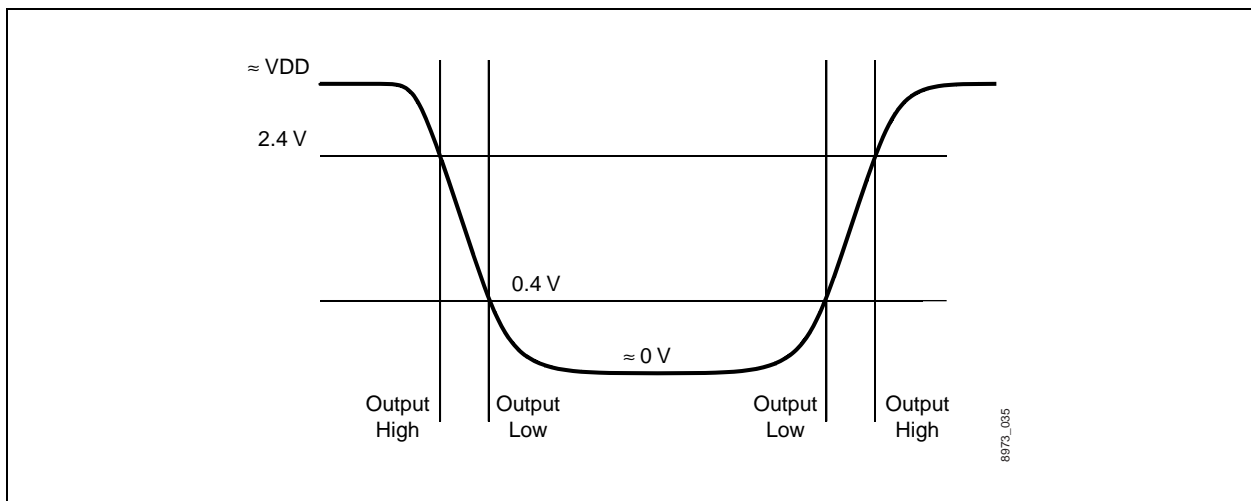 ≈ VDD
2.4 V
0.4 V
≈ 0 V
Output
High
Output
Low
Output
Low
Output
High
8973_035